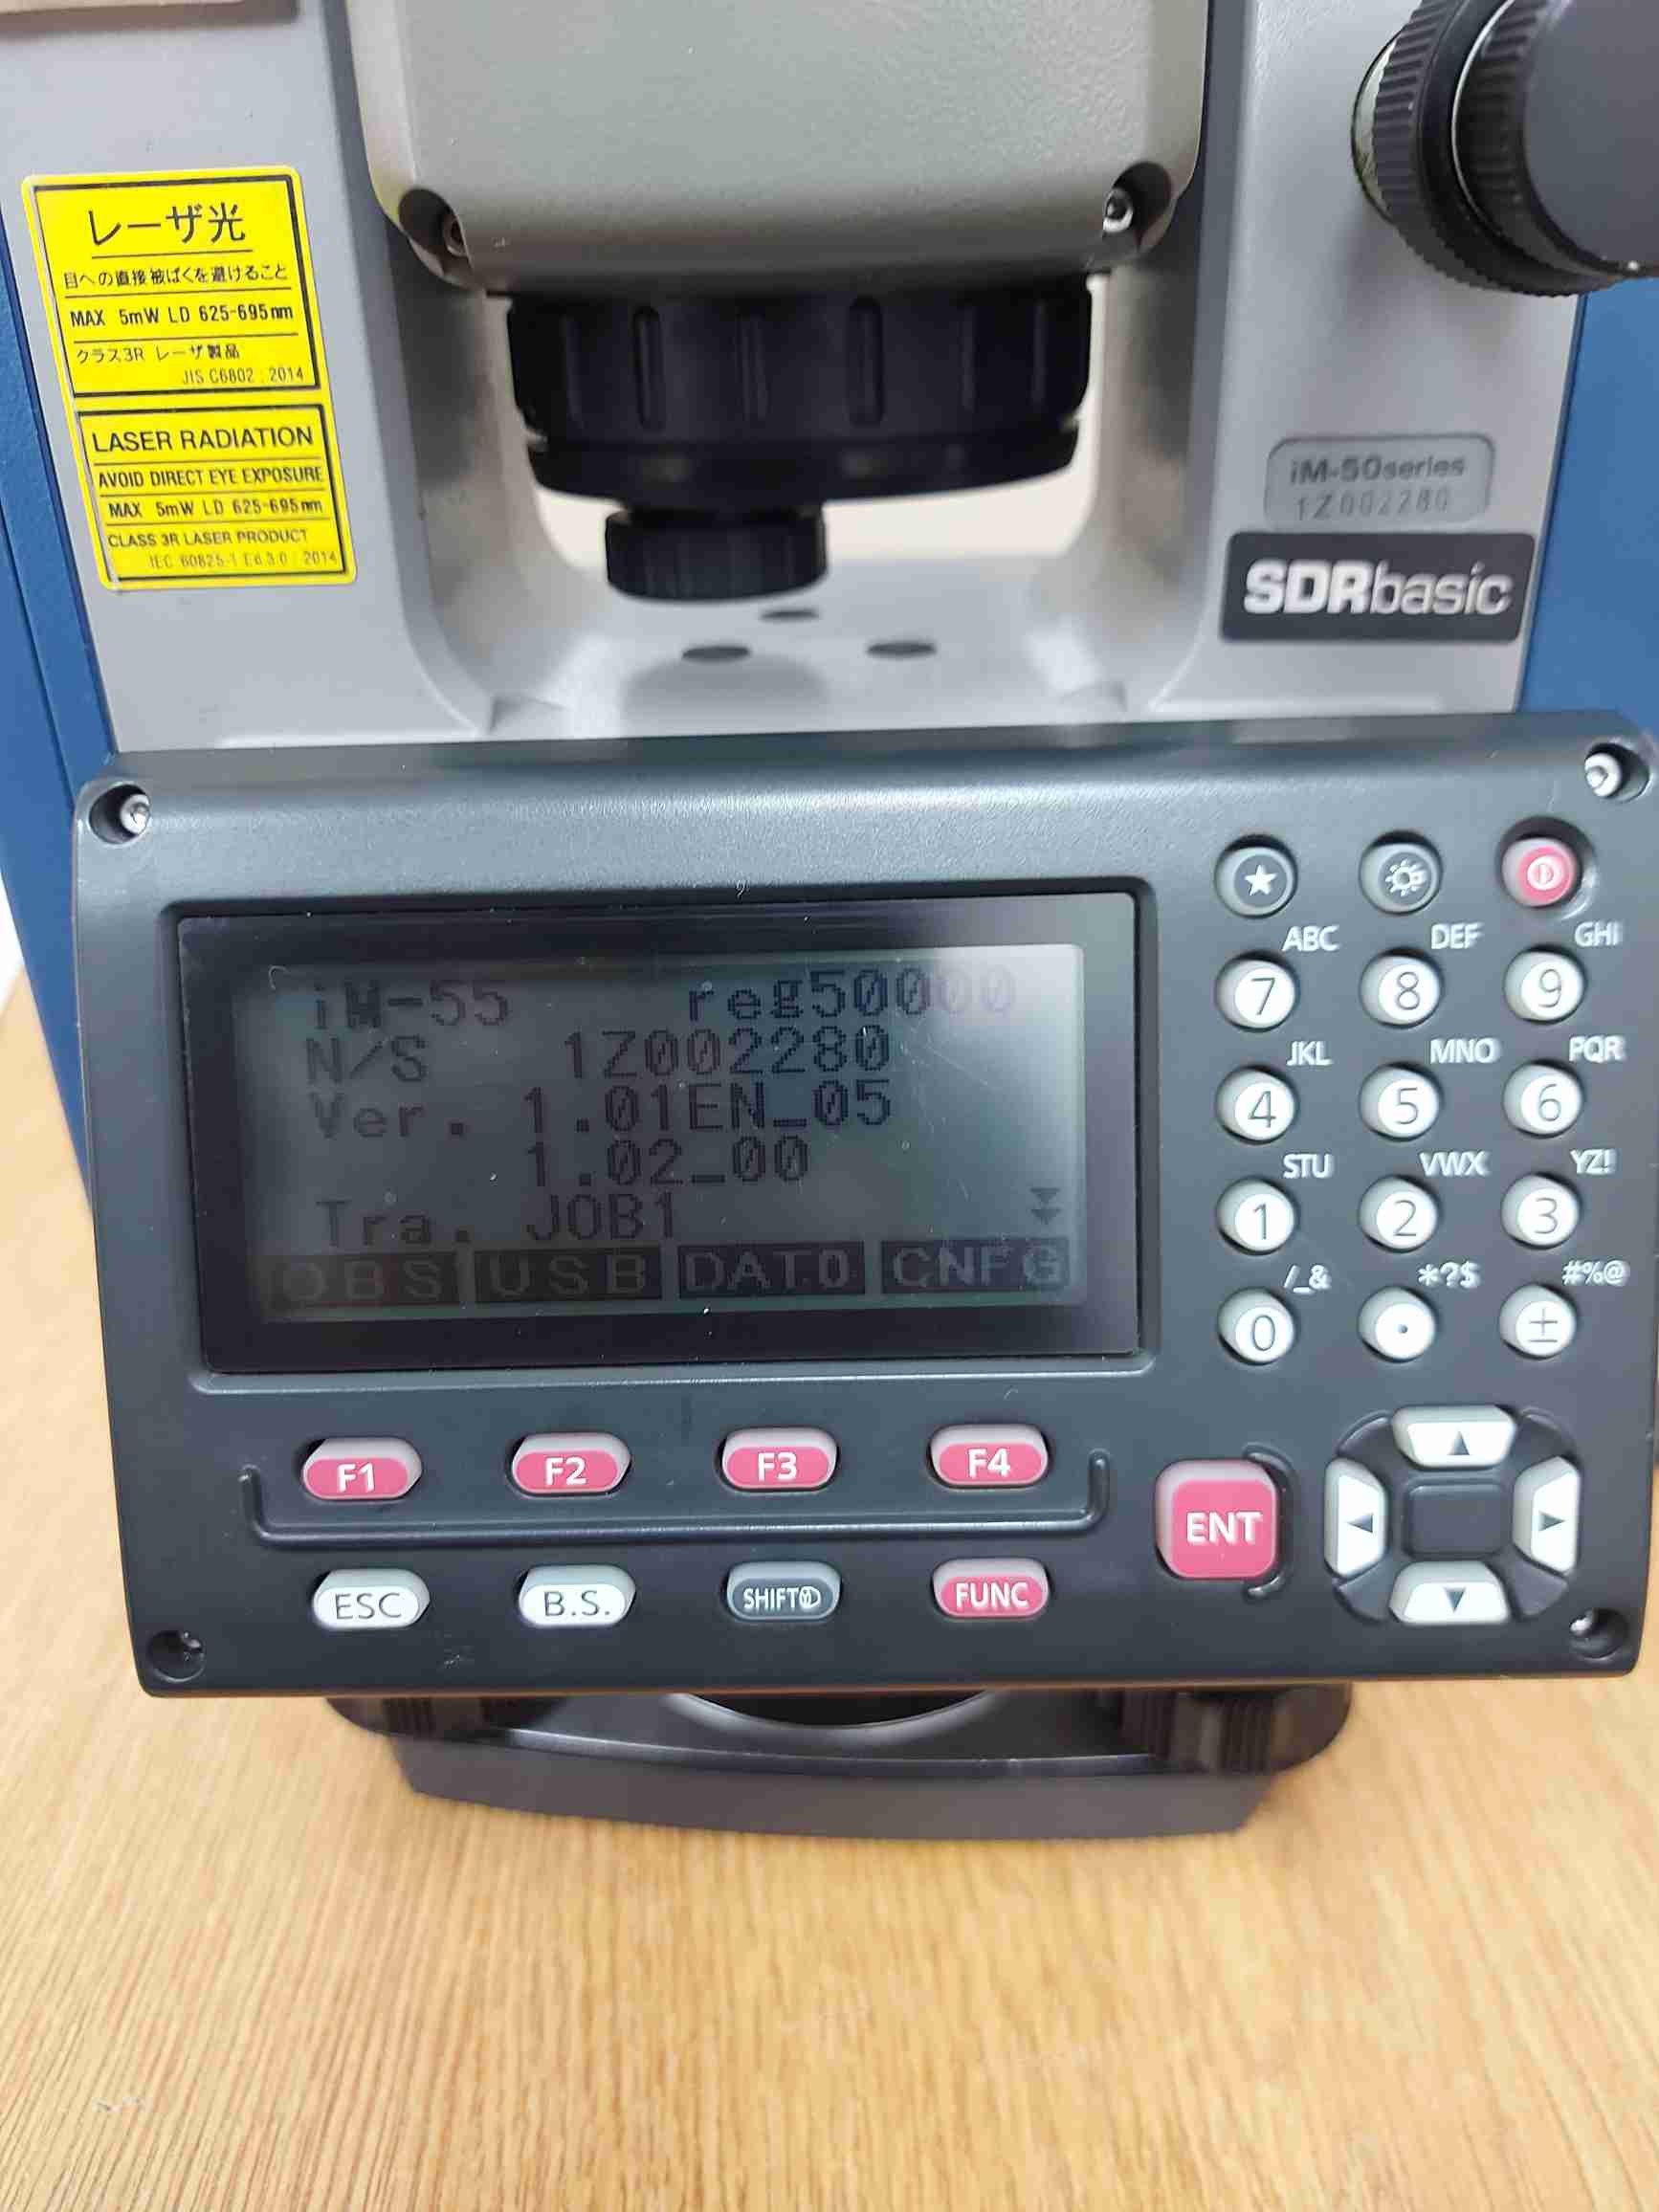 レーザ光
目への直接被ばくを避けること
MAX 5mW LD 625-695nm
クラス3R レーザ製品
JIS C6802 : 2014
LASER RADIATION
AVOID DIRECT EYE EXPOSURE
MAX 5mW LD 625-695nm
CLASS 3R LASER PRODUCT
IEC 60825-1 Ed.3.0 : 2014
iM-50series
1Z002280
SDRbasic
iM-55 reg50000
N/S 1Z002280
Ver. 1.01EN_05
1.02_00
Tra. JOB1
OBS USB DATO CNFG
ABC DEF GHI
7 8 9
JKL MNO PQR
4 5 6
STU VWX YZ!
1 2 3
/_& *?$ #%@
0 . ±
F1 F2 F3 F4
ENT
ESC B.S. SHIFT FUNC